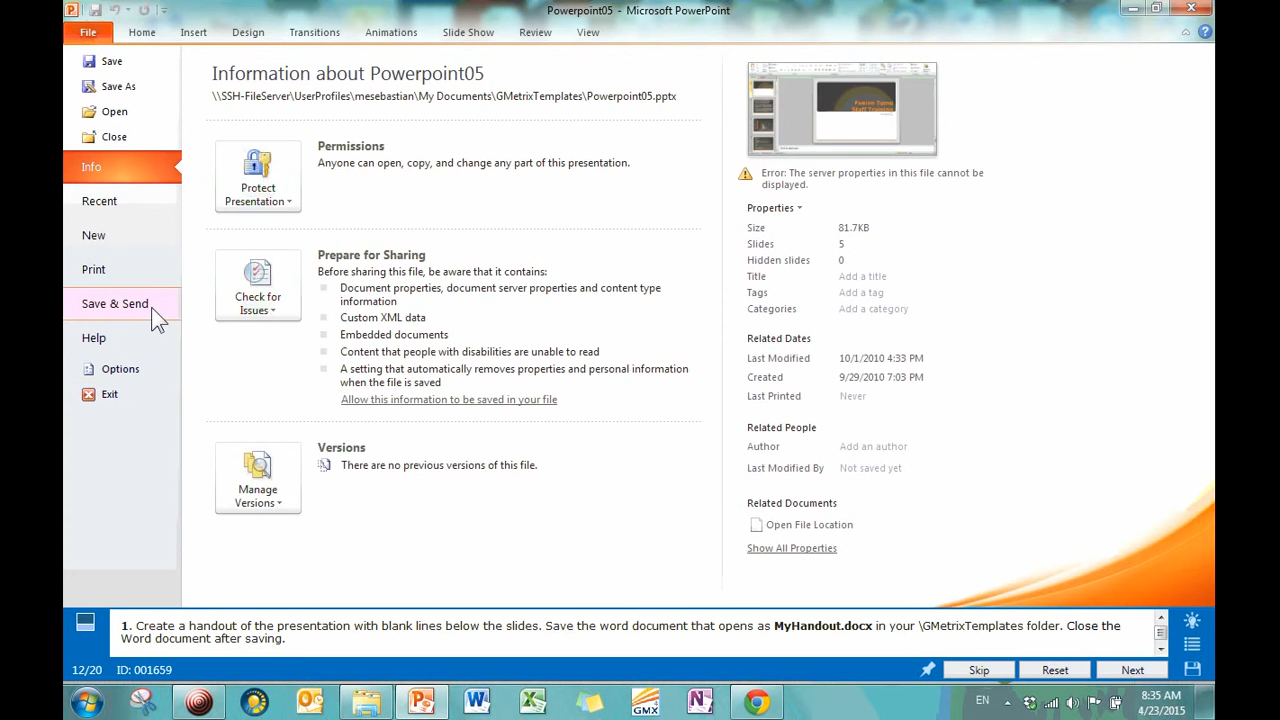 Powerpoint05 - Microsoft PowerPoint
File Home Insert Design Transitions Animations Slide Show Review View
Save
Save As
Open
Close
Info
Recent
New
Print
Save & Send
Help
Options
Exit
Information about Powerpoint05
\\SSH-FileServer\UserProfiles\mesebastian\My Documents\GMetrixTemplates\Powerpoint05.pptx
Protect
Presentation
Permissions
Anyone can open, copy, and change any part of this presentation.
Check for
Issues
Prepare for Sharing
Before sharing this file, be aware that it contains:
Document properties, document server properties and content type
information
Custom XML data
Embedded documents
Content that people with disabilities are unable to read
A setting that automatically removes properties and personal information
when the file is saved
Allow this information to be saved in your file
Manage
Versions
Versions
There are no previous versions of this file.
Error: The server properties in this file cannot be
displayed.
Properties
Size 81.7KB
Slides 5
Hidden slides 0
Title Add a title
Tags Add a tag
Categories Add a category
Related Dates
Last Modified 10/1/2010 4:33 PM
Created 9/29/2010 7:03 PM
Last Printed Never
Related People
Author Add an author
Last Modified By Not saved yet
Related Documents
Open File Location
Show All Properties
1. Create a handout of the presentation with blank lines below the slides. Save the word document that opens as MyHandout.docx in your \GMetrixTemplates folder. Close the
Word document after saving.
12/20 ID: 001659 Skip Reset Next
GMX
EN
8:35 AM
4/23/2015